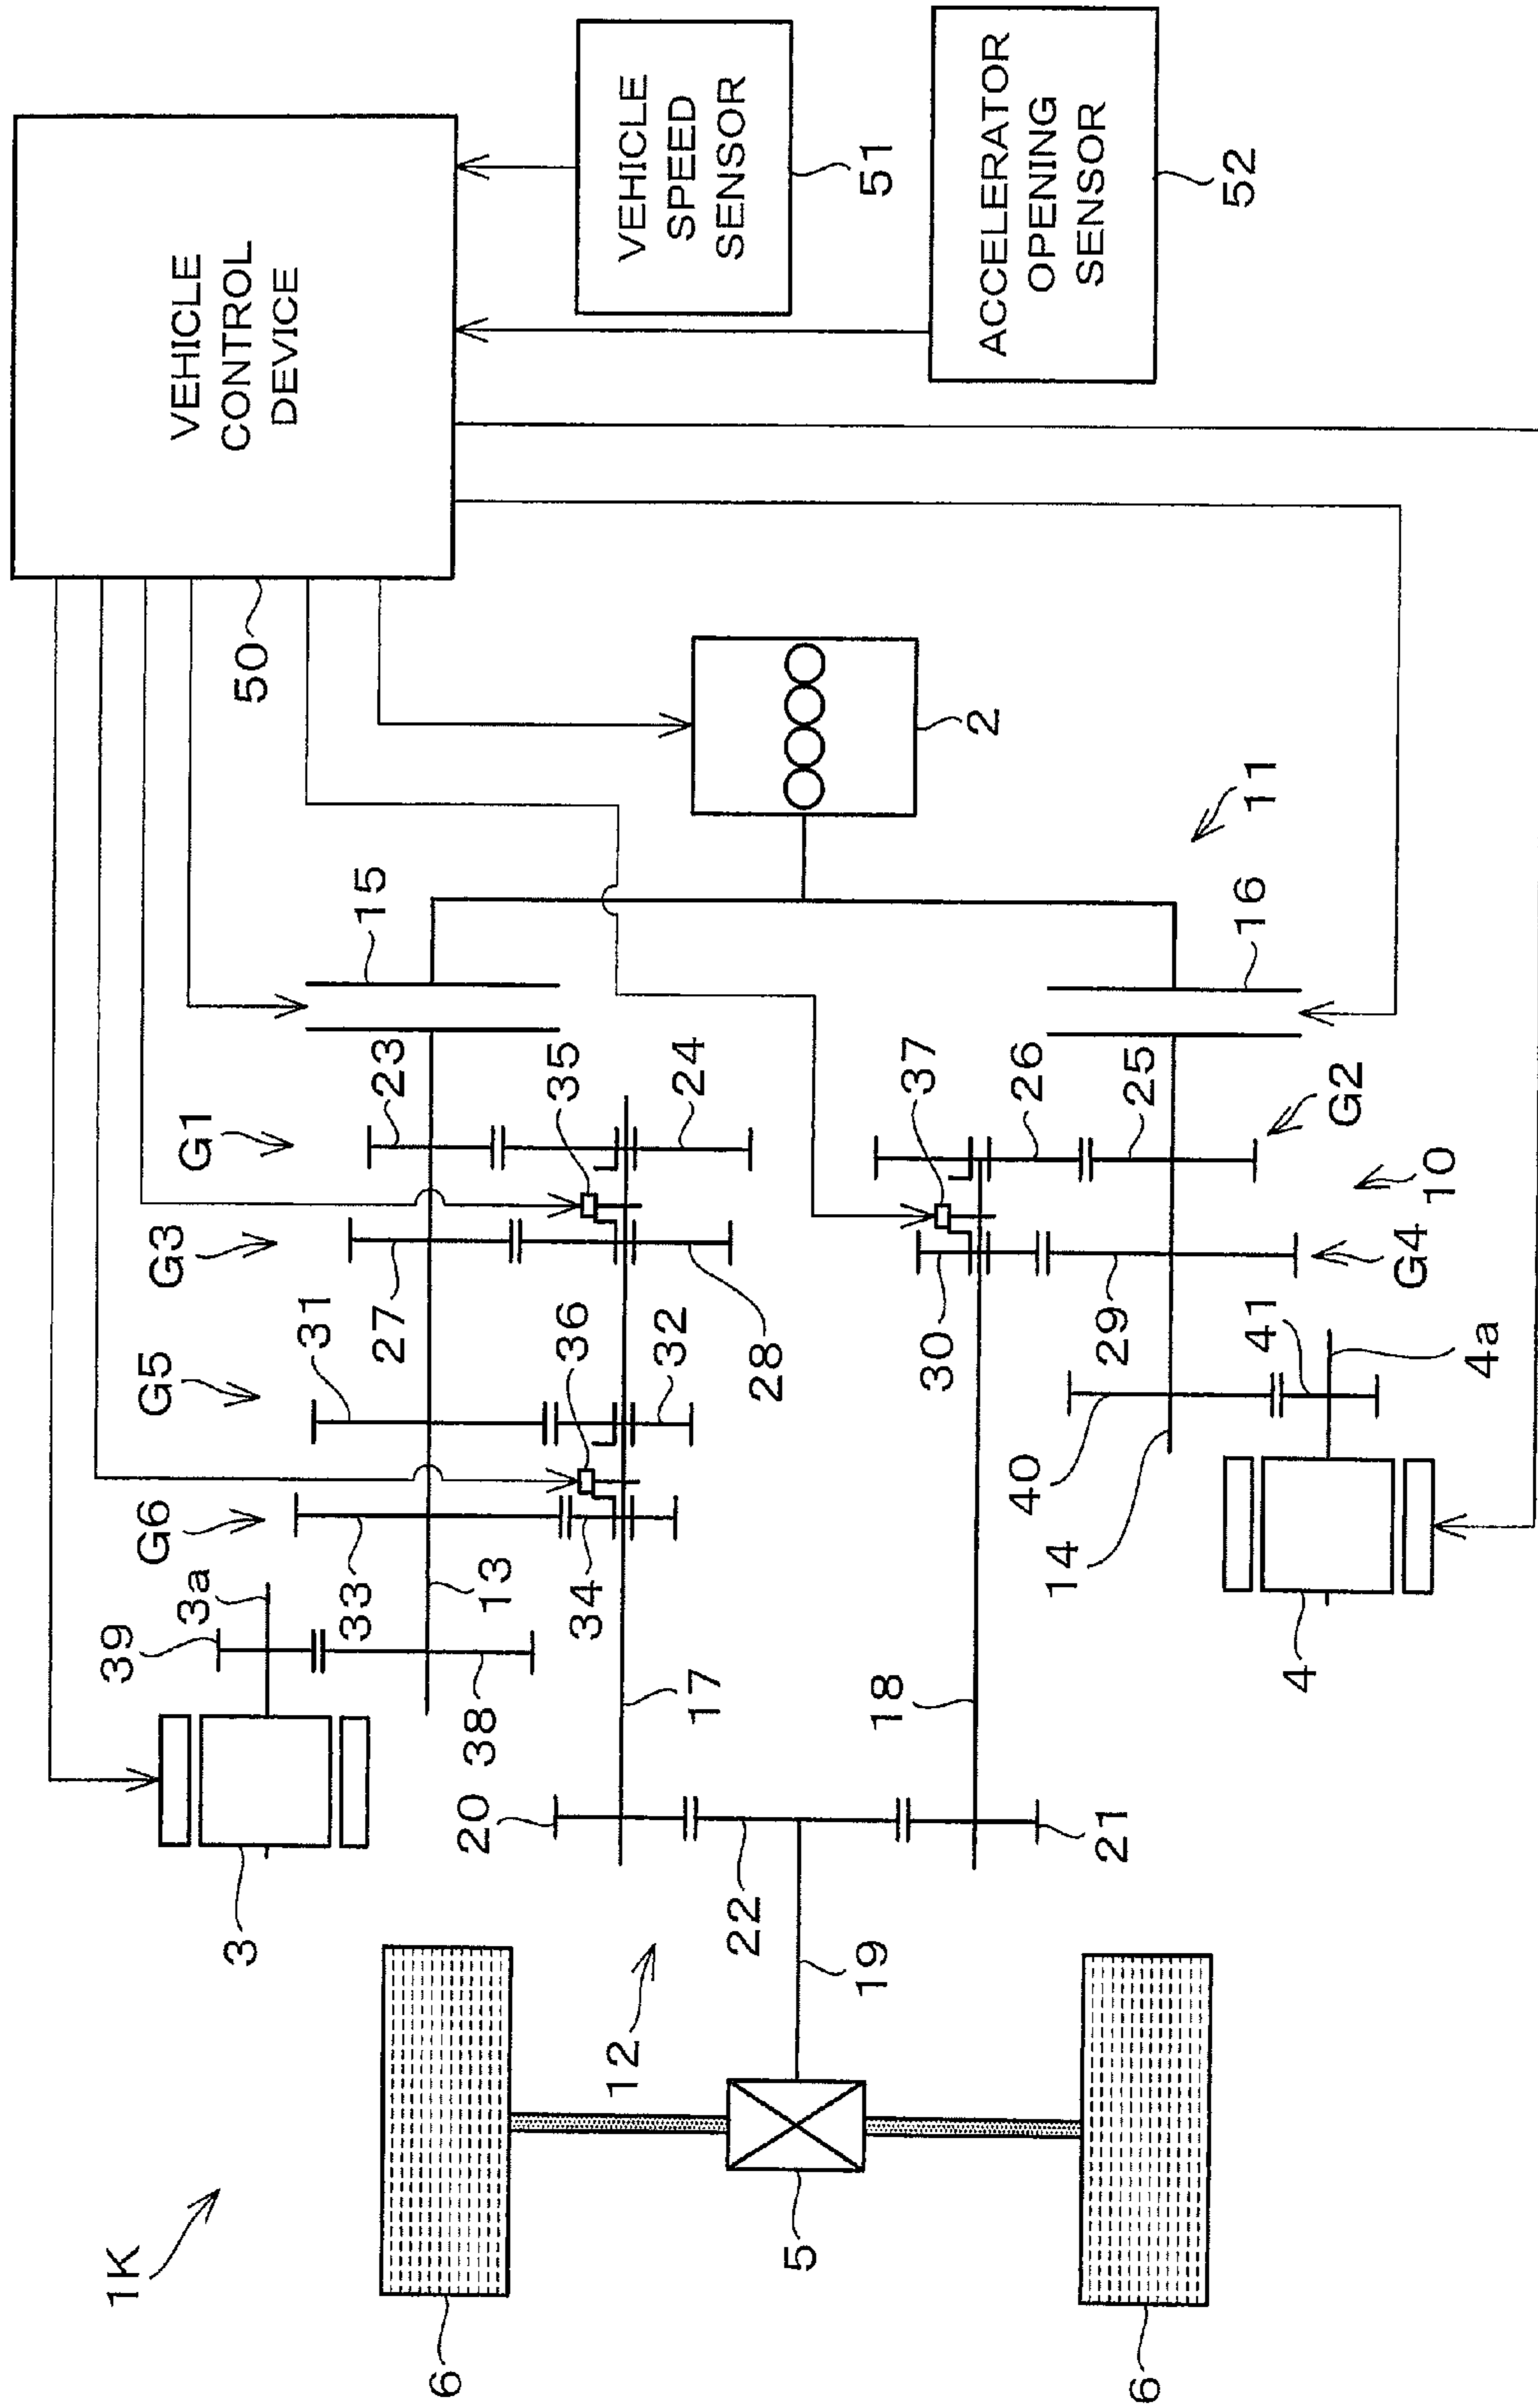 1K
VEHICLE
CONTROL
DEVICE
50
VEHICLE
SPEED
SENSOR
51
ACCELERATOR
OPENING
SENSOR
52
39
3a
3
G6
33
G5
31
G3
27
G1
23
15
13
38
34
36
32
28
35
24
2
11
20
17
22
18
21
30
37
26
25
16
G2
10
G4
29
41
4a
40
14
4
12
19
5
6
6